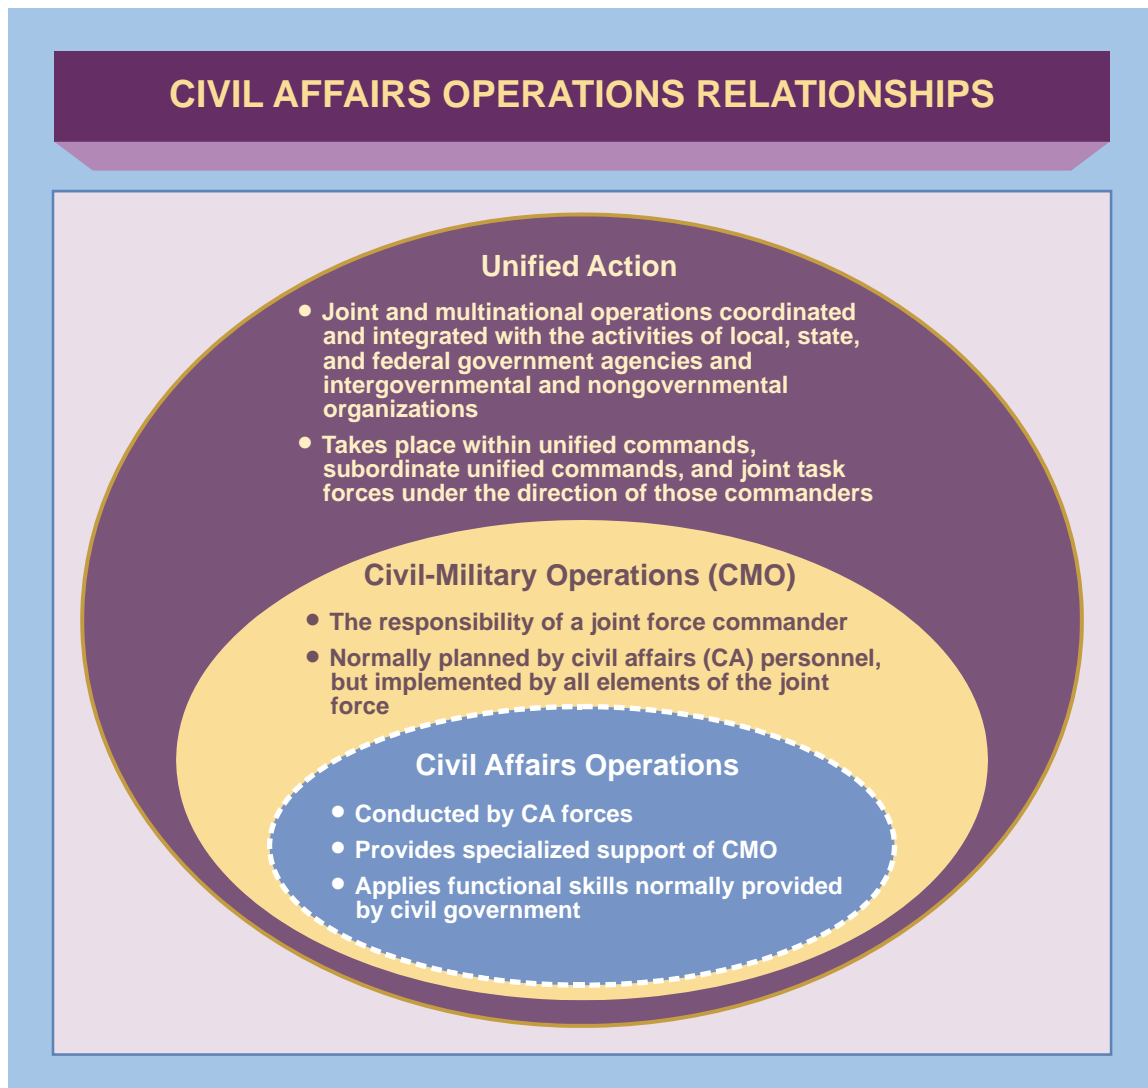 CIVIL AFFAIRS OPERATIONS RELATIONSHIPS
Unified Action
• Joint and multinational operations coordinated
and integrated with the activities of local, state,
and federal government agencies and
intergovernmental and nongovernmental
organizations
• Takes place within unified commands,
subordinate unified commands, and joint task
forces under the direction of those commanders
Civil-Military Operations (CMO)
• The responsibility of a joint force commander
• Normally planned by civil affairs (CA) personnel,
but implemented by all elements of the joint
force
Civil Affairs Operations
• Conducted by CA forces
• Provides specialized support of CMO
• Applies functional skills normally provided
by civil government